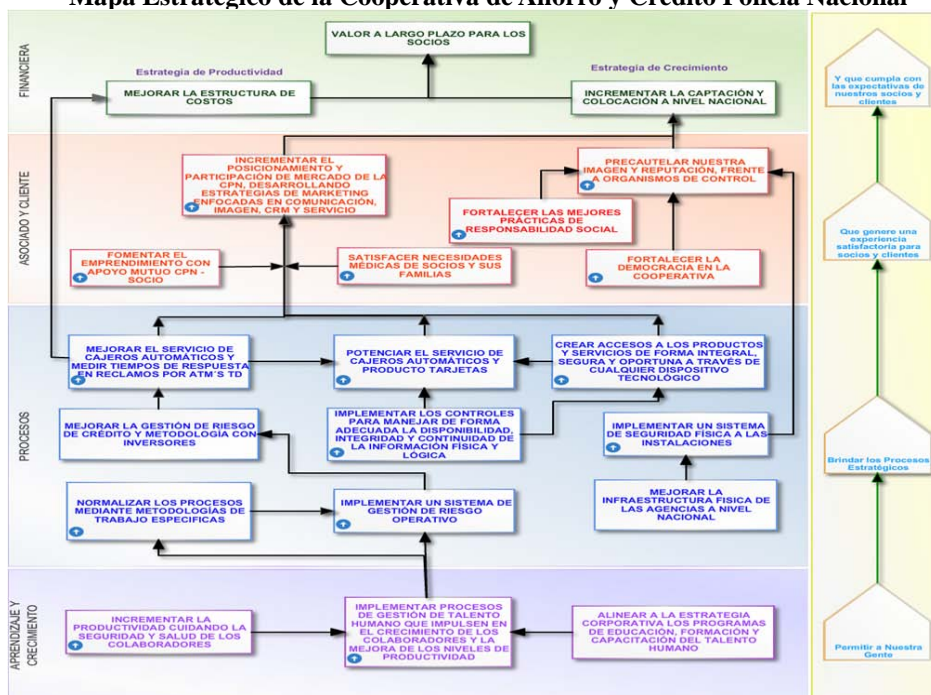 Mapa Estratégico de la Cooperativa de Ahorro y Crédito Policía Nacional
FINANCIERA
VALOR A LARGO PLAZO PARA LOS
SOCIOS
Estrategia de Productividad
Estrategia de Crecimiento
MEJORAR LA ESTRUCTURA DE
COSTOS
INCREMENTAR LA CAPTACIÓN Y
COLOCACIÓN A NIVEL NACIONAL
Y que cumpla con
las expectativas de
nuestros socios y
clientes
ASOCIADO Y CLIENTE
INCREMENTAR EL
POSICIONAMIENTO Y
PARTICIPACIÓN DE MERCADO DE LA
CPN, DESARROLLANDO
ESTRATEGIAS DE MARKETING
ENFOCADAS EN COMUNICACIÓN,
IMAGEN, CRM Y SERVICIO
PRECAUTELAR NUESTRA
IMAGEN Y REPUTACIÓN, FRENTE
A ORGANISMOS DE CONTROL
FORTALECER LAS MEJORES
PRÁCTICAS DE
RESPONSABILIDAD SOCIAL
FOMENTAR EL
EMPRENDIMIENTO CON
APOYO MUTUO CPN -
SOCIO
SATISFACER NECESIDADES
MÉDICAS DE SOCIOS Y SUS
FAMILIAS
FORTALECER LA
DEMOCRACIA EN LA
COOPERATIVA
Que genere una
experiencia
satisfactoria para
socios y clientes
PROCESOS
MEJORAR EL SERVICIO DE
CAJEROS AUTOMÁTICOS Y
MEDIR TIEMPOS DE RESPUESTA
EN RECLAMOS POR ATM´S TD
POTENCIAR EL SERVICIO DE
CAJEROS AUTOMÁTICOS Y
PRODUCTO TARJETAS
CREAR ACCESOS A LOS PRODUCTOS
Y SERVICIOS DE FORMA INTEGRAL,
SEGURA Y OPORTUNA A TRAVÉS DE
CUALQUIER DISPOSITIVO
TECNOLÓGICO
MEJORAR LA GESTIÓN DE RIESGO
DE CRÉDITO Y METODOLOGÍA CON
INVERSORES
IMPLEMENTAR LOS CONTROLES
PARA MANEJAR DE FORMA
ADECUADA LA DISPONIBILIDAD,
INTEGRIDAD Y CONTINUIDAD DE
LA INFORMACIÓN FÍSICA Y
LÓGICA
IMPLEMENTAR UN SISTEMA
DE SEGURIDAD FÍSICA A LAS
INSTALACIONES
NORMALIZAR LOS PROCESOS
MEDIANTE METODOLOGÍAS DE
TRABAJO ESPECIFICAS
IMPLEMENTAR UN SISTEMA DE
GESTIÓN DE RIESGO
OPERATIVO
MEJORAR LA
INFRAESTRUCTURA FISICA DE
LAS AGENCIAS A NIVEL
NACIONAL
Brindar los Procesos
Estratégicos
APRENDIZAJE Y
CRECIMIENTO
INCREMENTAR LA
PRODUCTIVIDAD CUIDANDO LA
SEGURIDAD Y SALUD DE LOS
COLABORADORES
IMPLEMENTAR PROCESOS
DE GESTIÓN DE TALENTO
HUMANO QUE IMPULSEN EN
EL CRECIMIENTO DE LOS
COLABORADORES Y LA
MEJORA DE LOS NIVELES DE
PRODUCTIVIDAD
ALINEAR A LA ESTRATEGIA
CORPORATIVA LOS PROGRAMAS
DE EDUCACIÓN, FORMACIÓN Y
CAPACITACIÓN DEL TALENTO
HUMANO
Permitir a Nuestra
Gente